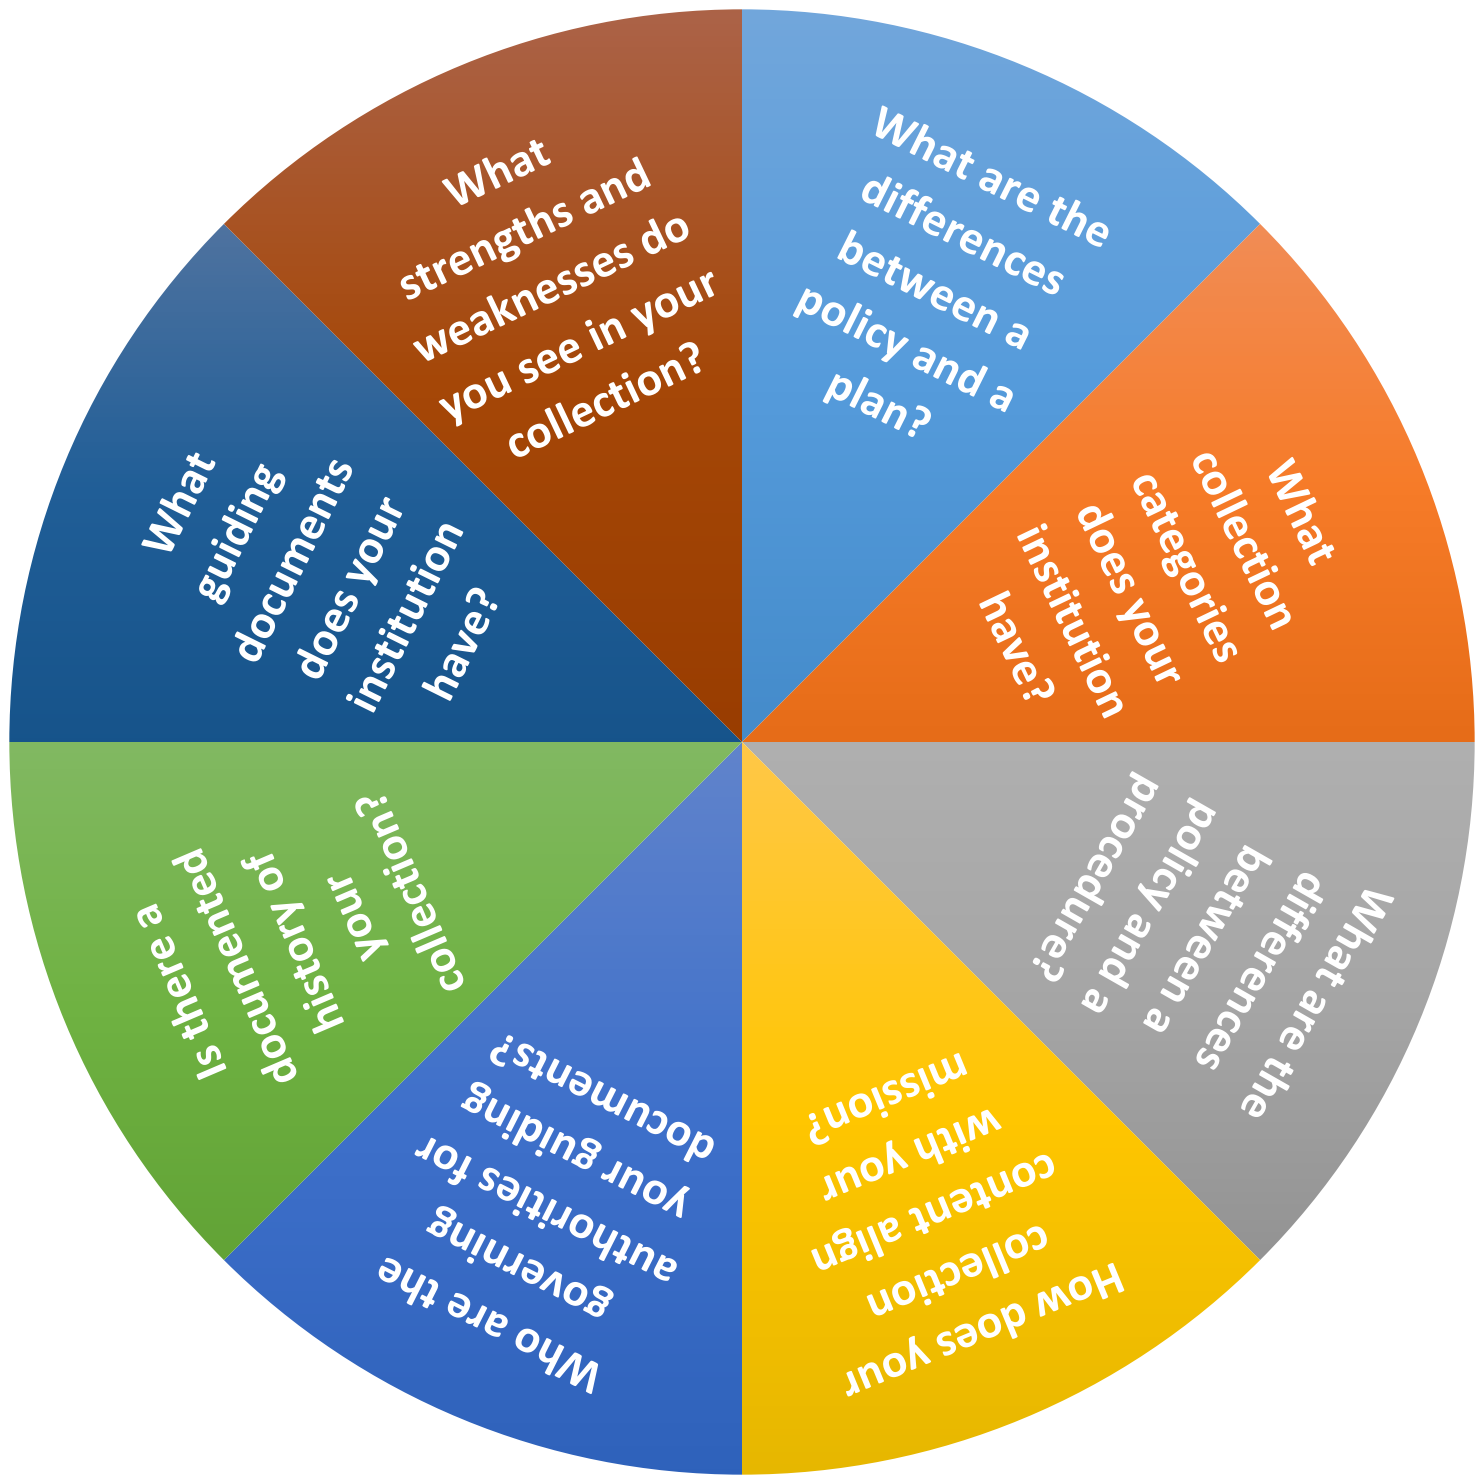 What are the
differences
between a
policy and a
plan?
What
collection
categories
does your
institution
have?
What are the
differences
between a
policy and a
procedure?
How does your
collection
content align
with your
mission?
Who are the
governing
authorities for
your guiding
documents?
Is there a
documented
history of
your
collection?
What
guiding
documents
does your
institution
have?
What
strengths and
weaknesses do
you see in your
collection?